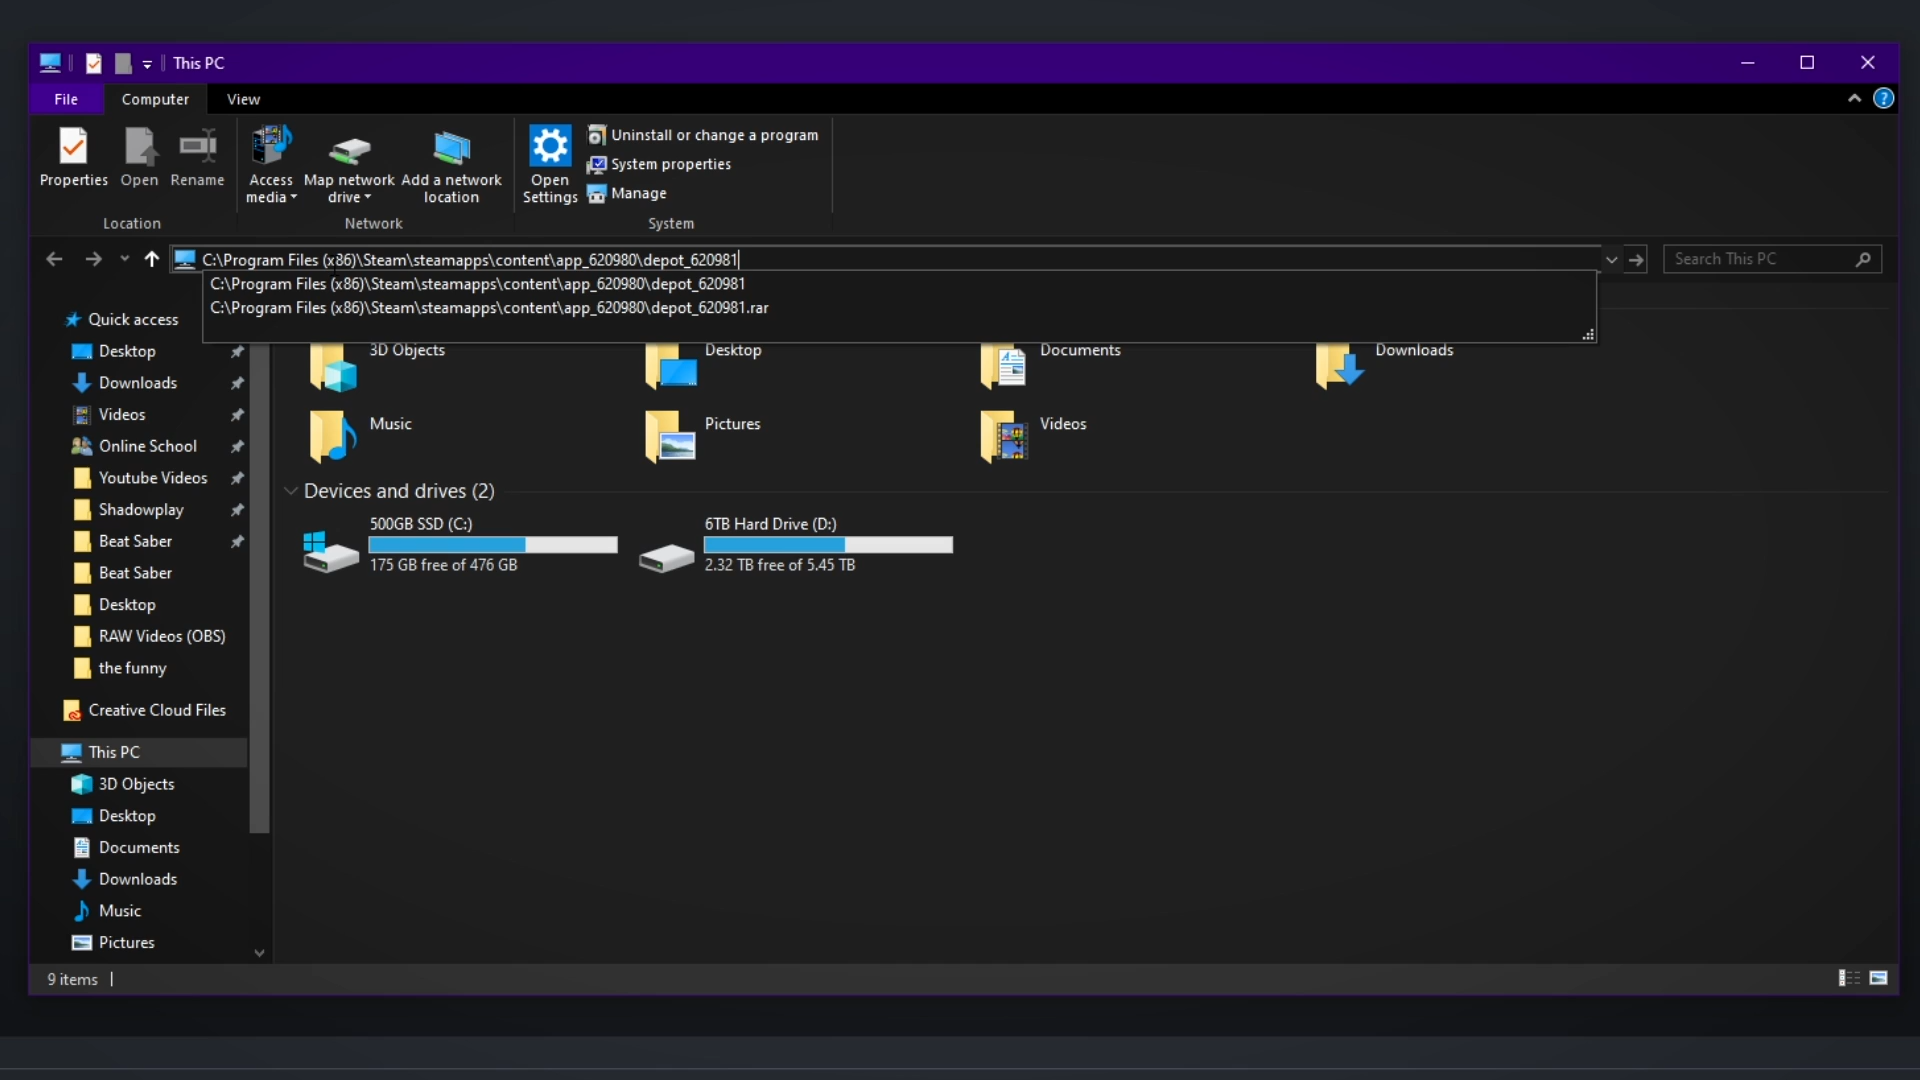 This PC
File
Computer
View
Properties
Open
Rename
Access media
Map network drive
Add a network location
Open Settings
Uninstall or change a program
System properties
Manage
Location
Network
System
C:\Program Files (x86)\Steam\steamapps\content\app_620980\depot_620981
Search This PC
C:\Program Files (x86)\Steam\steamapps\content\app_620980\depot_620981
C:\Program Files (x86)\Steam\steamapps\content\app_620980\depot_620981.rar
Quick access
Desktop
Downloads
Videos
Online School
Youtube Videos
Shadowplay
Beat Saber
Beat Saber
Desktop
RAW Videos (OBS)
the funny
Creative Cloud Files
This PC
3D Objects
Desktop
Documents
Downloads
Music
Pictures
3D Objects
Desktop
Documents
Downloads
Music
Pictures
Videos
Devices and drives (2)
500GB SSD (C:)
175 GB free of 476 GB
6TB Hard Drive (D:)
2.32 TB free of 5.45 TB
9 items